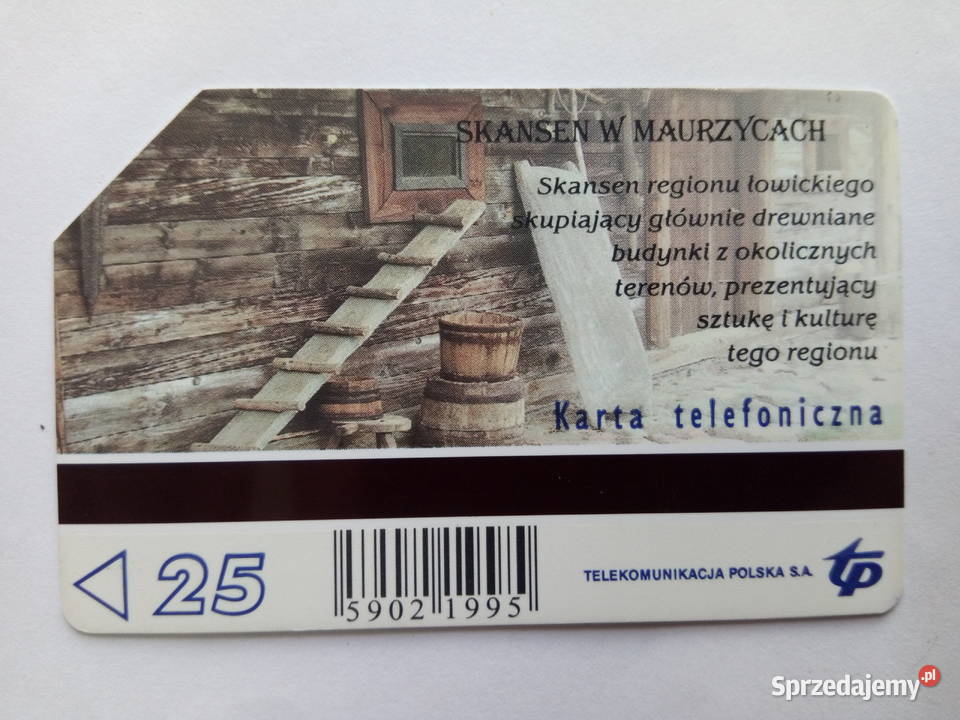 SKANSEN W MAURZYCACH
Skansen regionu łowickiego
skupiający głównie drewniane
budynki z okolicznych
terenów, prezentujący
sztukę i kulturę
tego regionu
Karta telefoniczna
25
5902 1995
TELEKOMUNIKACJA POLSKA S.A.
tp
Sprzedajemy.pl